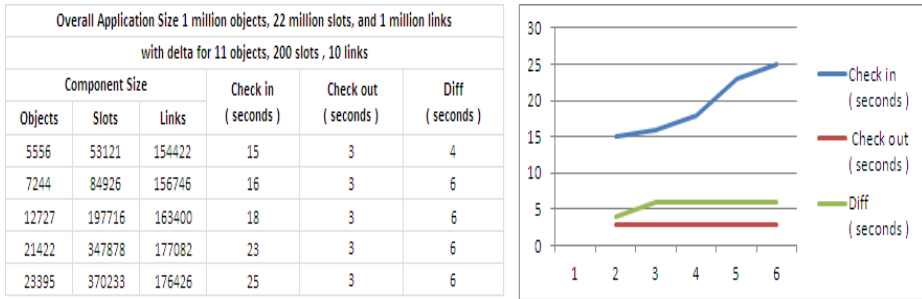 Overall Application Size 1 million objects, 22 million slots, and 1 million links
with delta for 11 objects, 200 slots , 10 links
Component Size Check in Check out Diff
Objects Slots Links ( seconds ) ( seconds ) ( seconds )
5556 53121 154422 15 3 4
7244 84926 156746 16 3 6
12727 197716 163400 18 3 6
21422 347878 177082 23 3 6
23395 370233 176426 25 3 6
30
25
20
15
10
5
0
1 2 3 4 5 6
Check in
( seconds )
Check out
( seconds )
Diff
( seconds )